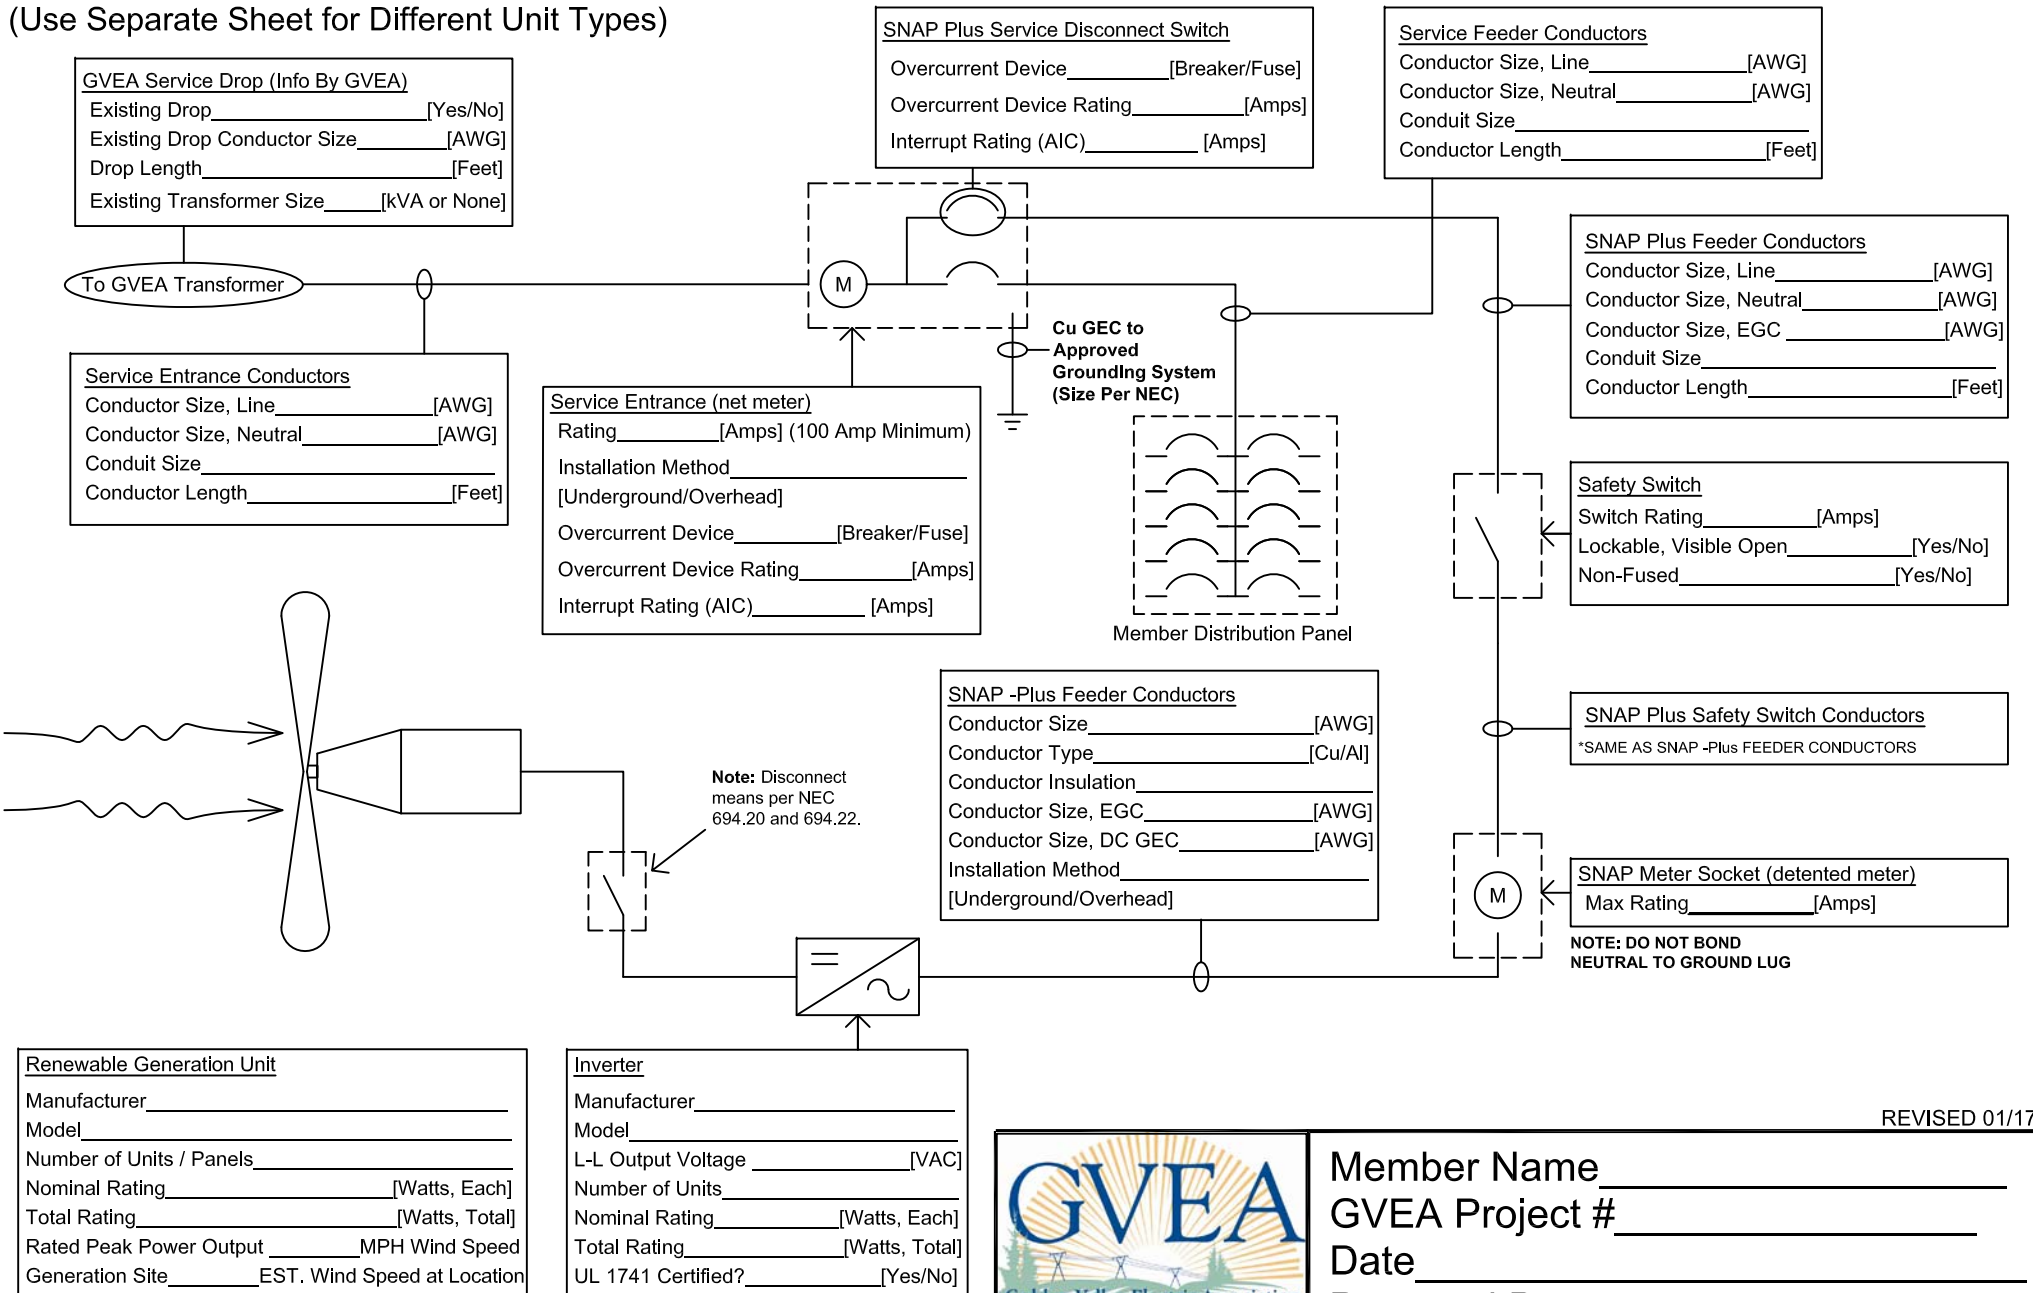 (Use Separate Sheet for Different Unit Types)
GVEA Service Drop (Info By GVEA)
Existing Drop [Yes/No]
Existing Drop Conductor Size [AWG]
Drop Length [Feet]
Existing Transformer Size [kVA or None]
SNAP Plus Service Disconnect Switch
Overcurrent Device [Breaker/Fuse]
Overcurrent Device Rating [Amps]
Interrupt Rating (AIC) [Amps]
Service Feeder Conductors
Conductor Size, Line [AWG]
Conductor Size, Neutral [AWG]
Conduit Size
Conductor Length [Feet]
To GVEA Transformer
M
SNAP Plus Feeder Conductors
Conductor Size, Line [AWG]
Conductor Size, Neutral [AWG]
Conductor Size, EGC [AWG]
Conduit Size
Conductor Length [Feet]
Cu GEC to
Approved
Grounding System
(Size Per NEC)
Service Entrance Conductors
Conductor Size, Line [AWG]
Conductor Size, Neutral [AWG]
Conduit Size
Conductor Length [Feet]
Service Entrance (net meter)
Rating [Amps] (100 Amp Minimum)
Installation Method
[Underground/Overhead]
Overcurrent Device [Breaker/Fuse]
Overcurrent Device Rating [Amps]
Interrupt Rating (AIC) [Amps]
Member Distribution Panel
Safety Switch
Switch Rating [Amps]
Lockable, Visible Open [Yes/No]
Non-Fused [Yes/No]
SNAP -Plus Feeder Conductors
Conductor Size [AWG]
Conductor Type [Cu/Al]
Conductor Insulation
Conductor Size, EGC [AWG]
Conductor Size, DC GEC [AWG]
Installation Method
[Underground/Overhead]
SNAP Plus Safety Switch Conductors
*SAME AS SNAP -Plus FEEDER CONDUCTORS
Note: Disconnect
means per NEC
694.20 and 694.22.
M
SNAP Meter Socket (detented meter)
Max Rating [Amps]
NOTE: DO NOT BOND
NEUTRAL TO GROUND LUG
Renewable Generation Unit
Manufacturer
Model
Number of Units / Panels
Nominal Rating [Watts, Each]
Total Rating [Watts, Total]
Rated Peak Power Output MPH Wind Speed
Generation Site EST. Wind Speed at Location
Inverter
Manufacturer
Model
L-L Output Voltage [VAC]
Number of Units
Nominal Rating [Watts, Each]
Total Rating [Watts, Total]
UL 1741 Certified? [Yes/No]
REVISED 01/17
GVEA
Member Name
GVEA Project #
Date